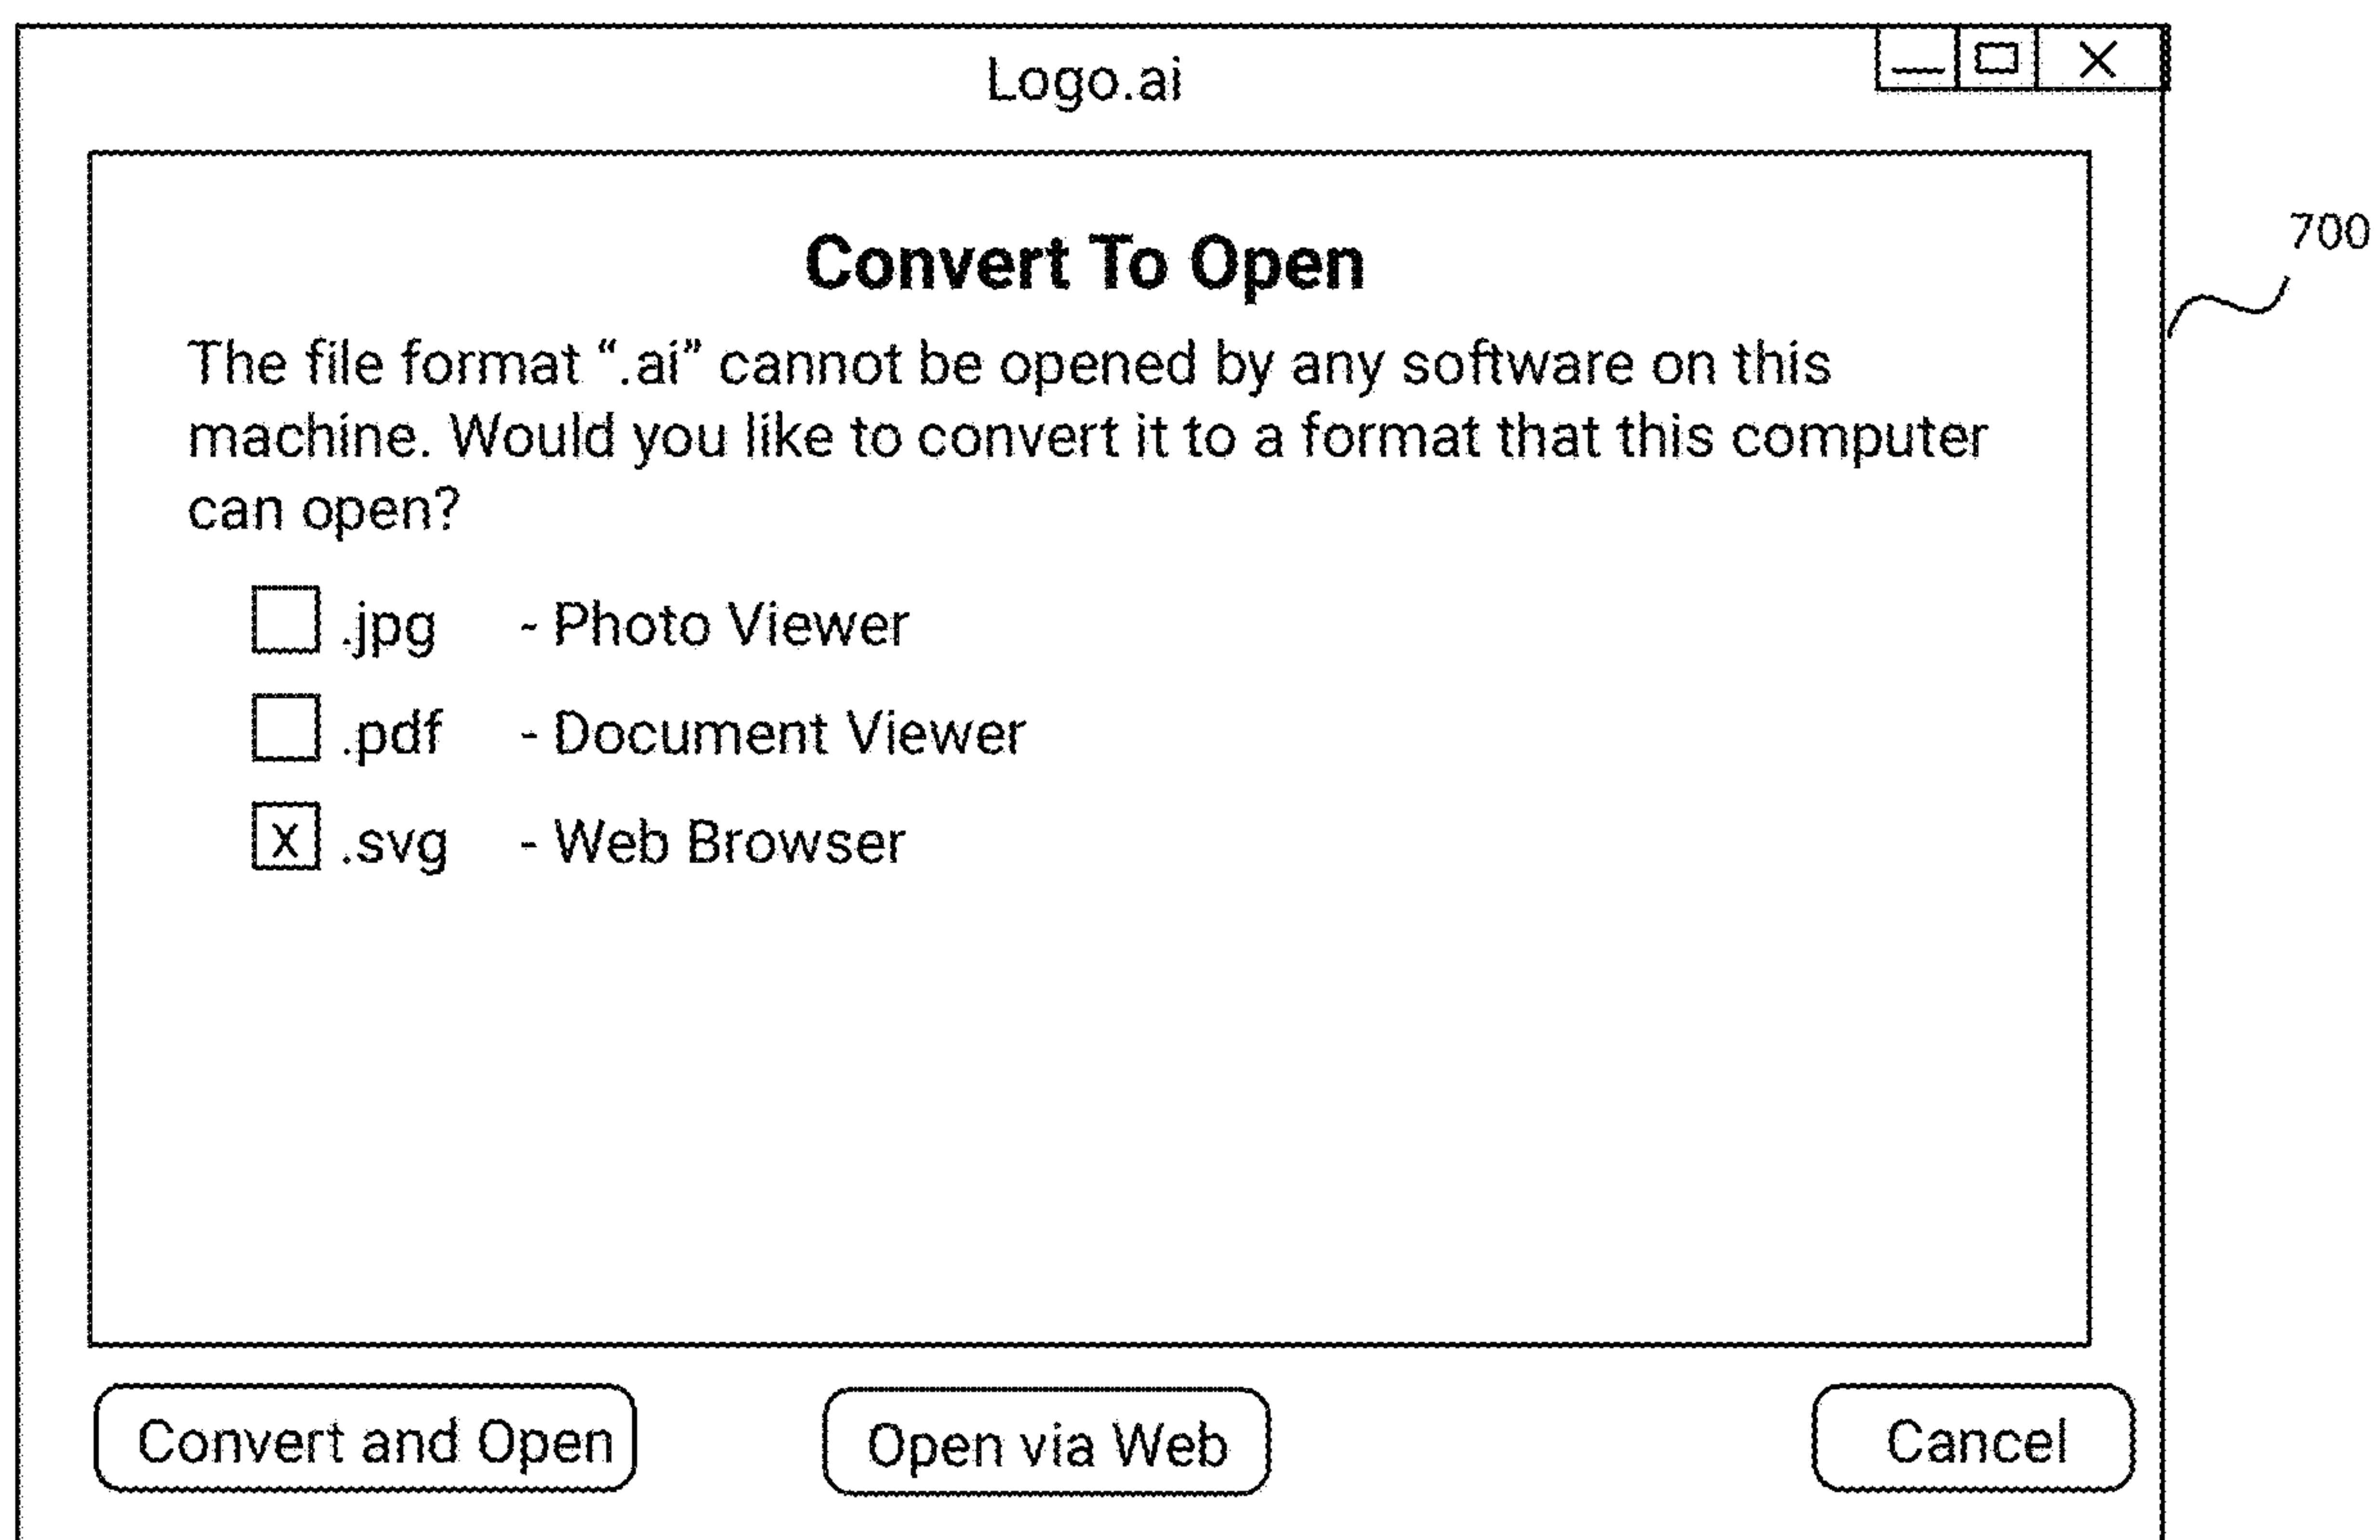 Logo.ai
700
Convert To Open
The file format “.ai” cannot be opened by any software on this
machine. Would you like to convert it to a format that this computer
can open?
.jpg - Photo Viewer
.pdf - Document Viewer
x .svg - Web Browser
Convert and Open Open via Web Cancel